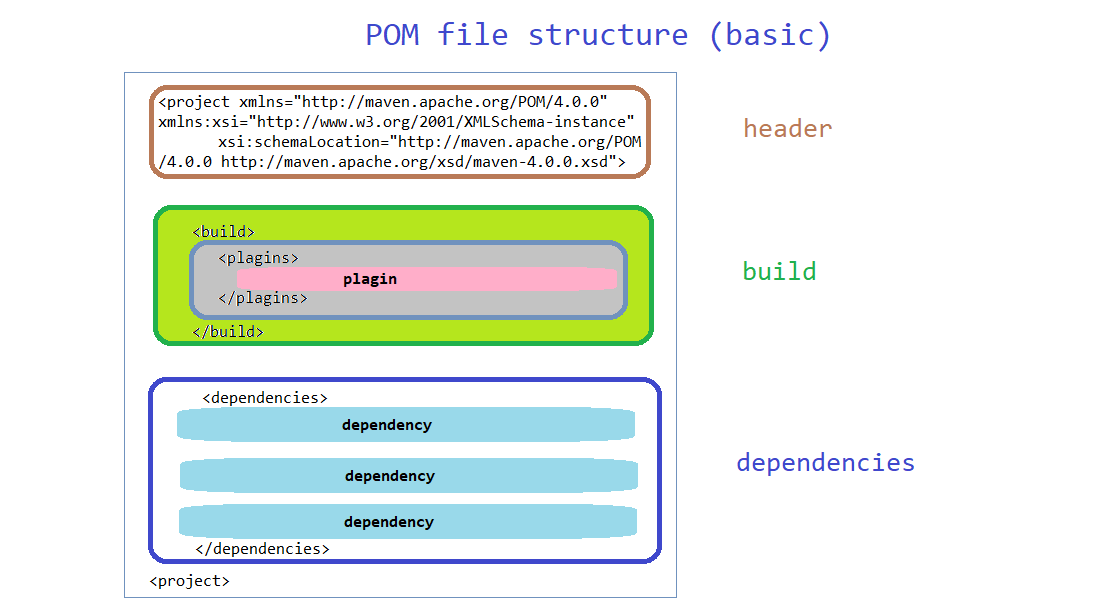 POM file structure (basic)
<project xmlns="http://maven.apache.org/POM/4.0.0"
xmlns:xsi="http://www.w3.org/2001/XMLSchema-instance"
xsi:schemaLocation="http://maven.apache.org/POM
/4.0.0 http://maven.apache.org/xsd/maven-4.0.0.xsd">
header
<build>
<plagins>
plagin
</plagins>
</build>
build
<dependencies>
dependency
dependency
dependency
</dependencies>
dependencies
<project>